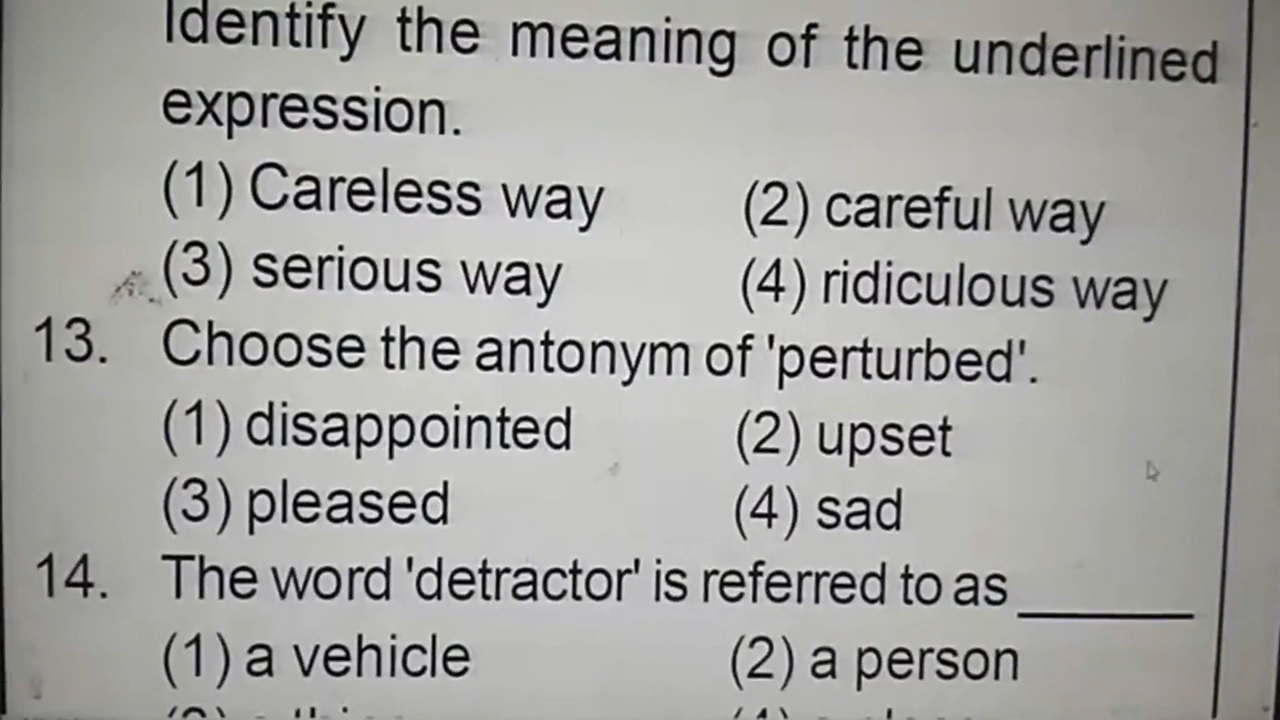 Identify the meaning of the underlined
expression.
(1) Careless way (2) careful way
(3) serious way (4) ridiculous way
13. Choose the antonym of 'perturbed'.
(1) disappointed (2) upset
(3) pleased (4) sad
14. The word 'detractor' is referred to as ______
(1) a vehicle (2) a person